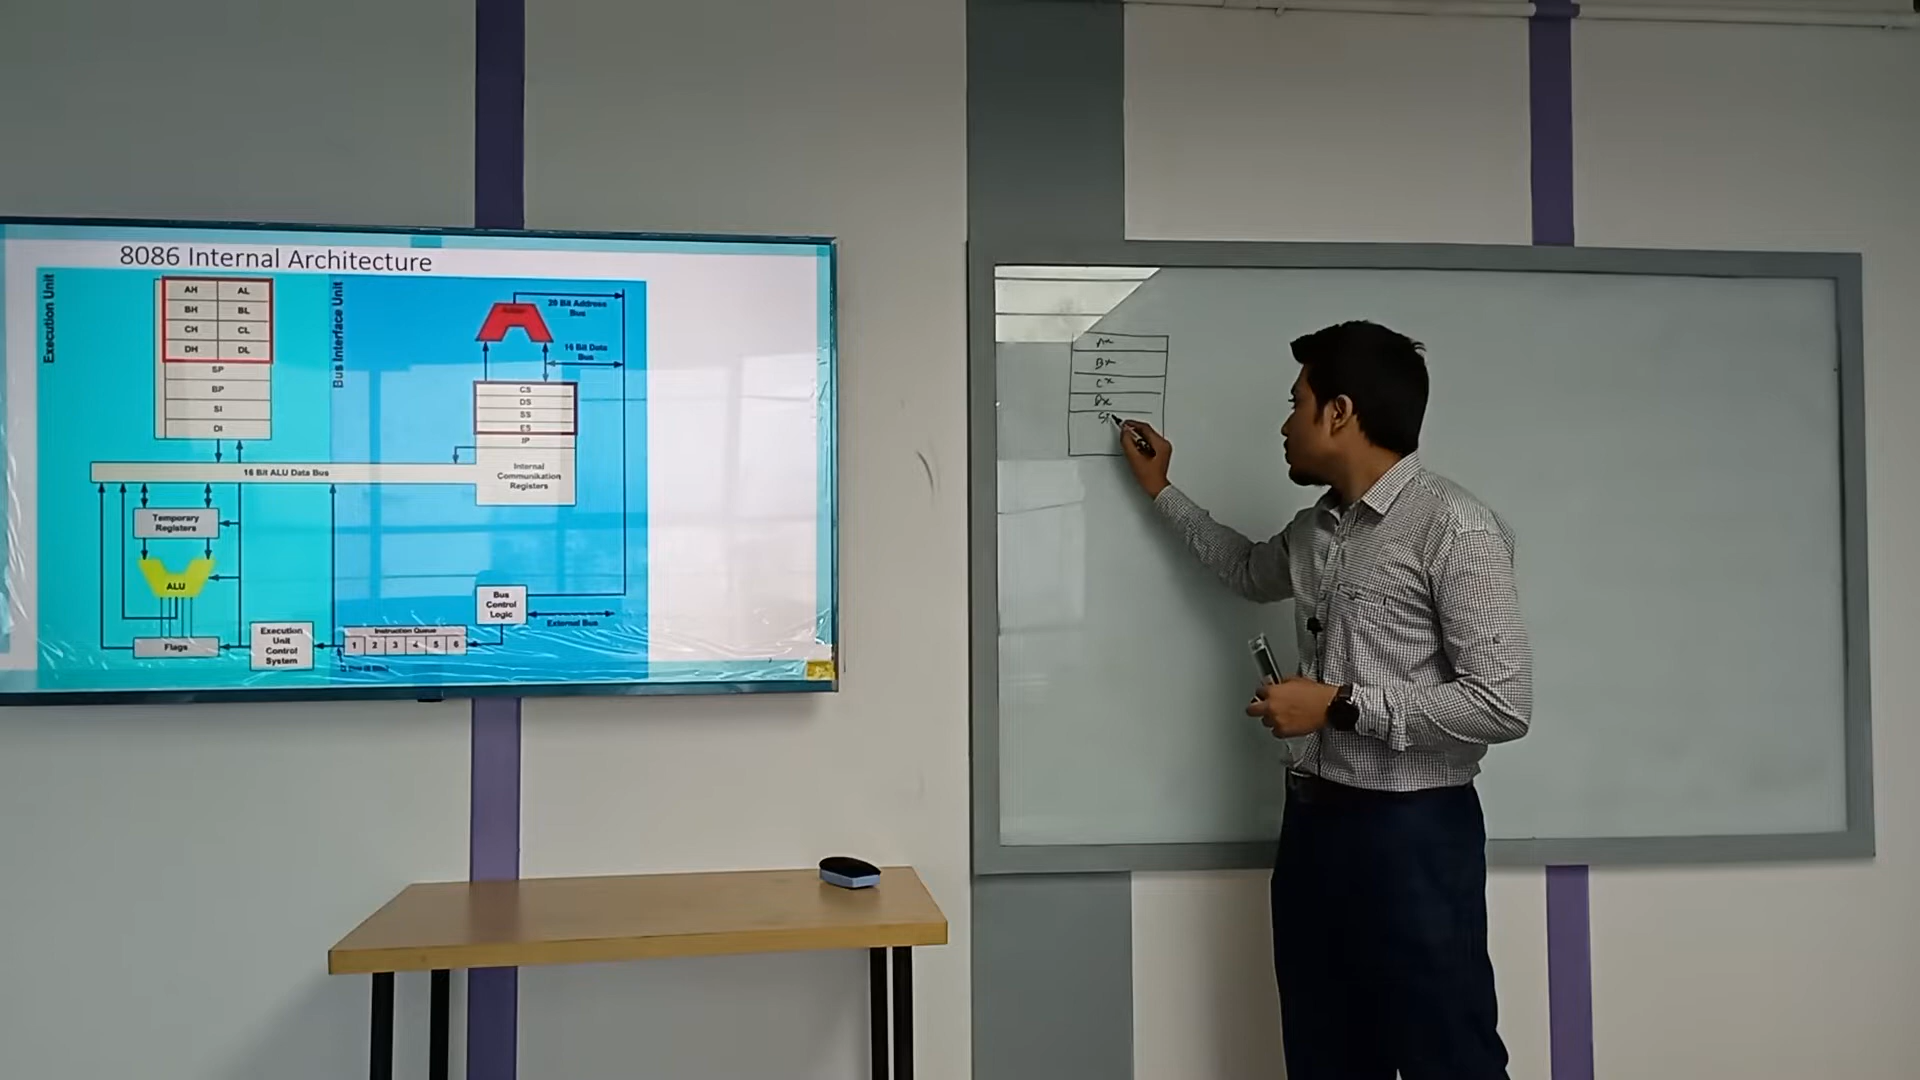 8086 Internal Architecture
Execution Unit
AH AL
BH BL
CH CL
DH DL
SP
BP
SI
DI
Bus Interface Unit
20 Bit Address
Bus
16 Bit Data
Bus
CS
DS
SS
ES
IP
Internal
Communikation
Registers
16 Bit ALU Data Bus
Temporary
Registers
ALU
Flags
Execution
Unit
Control
System
Instruction Queue
1 2 3 4 5 6
Bus
Control
Logic
External Bus
Ax
Bx
Cx
Dx